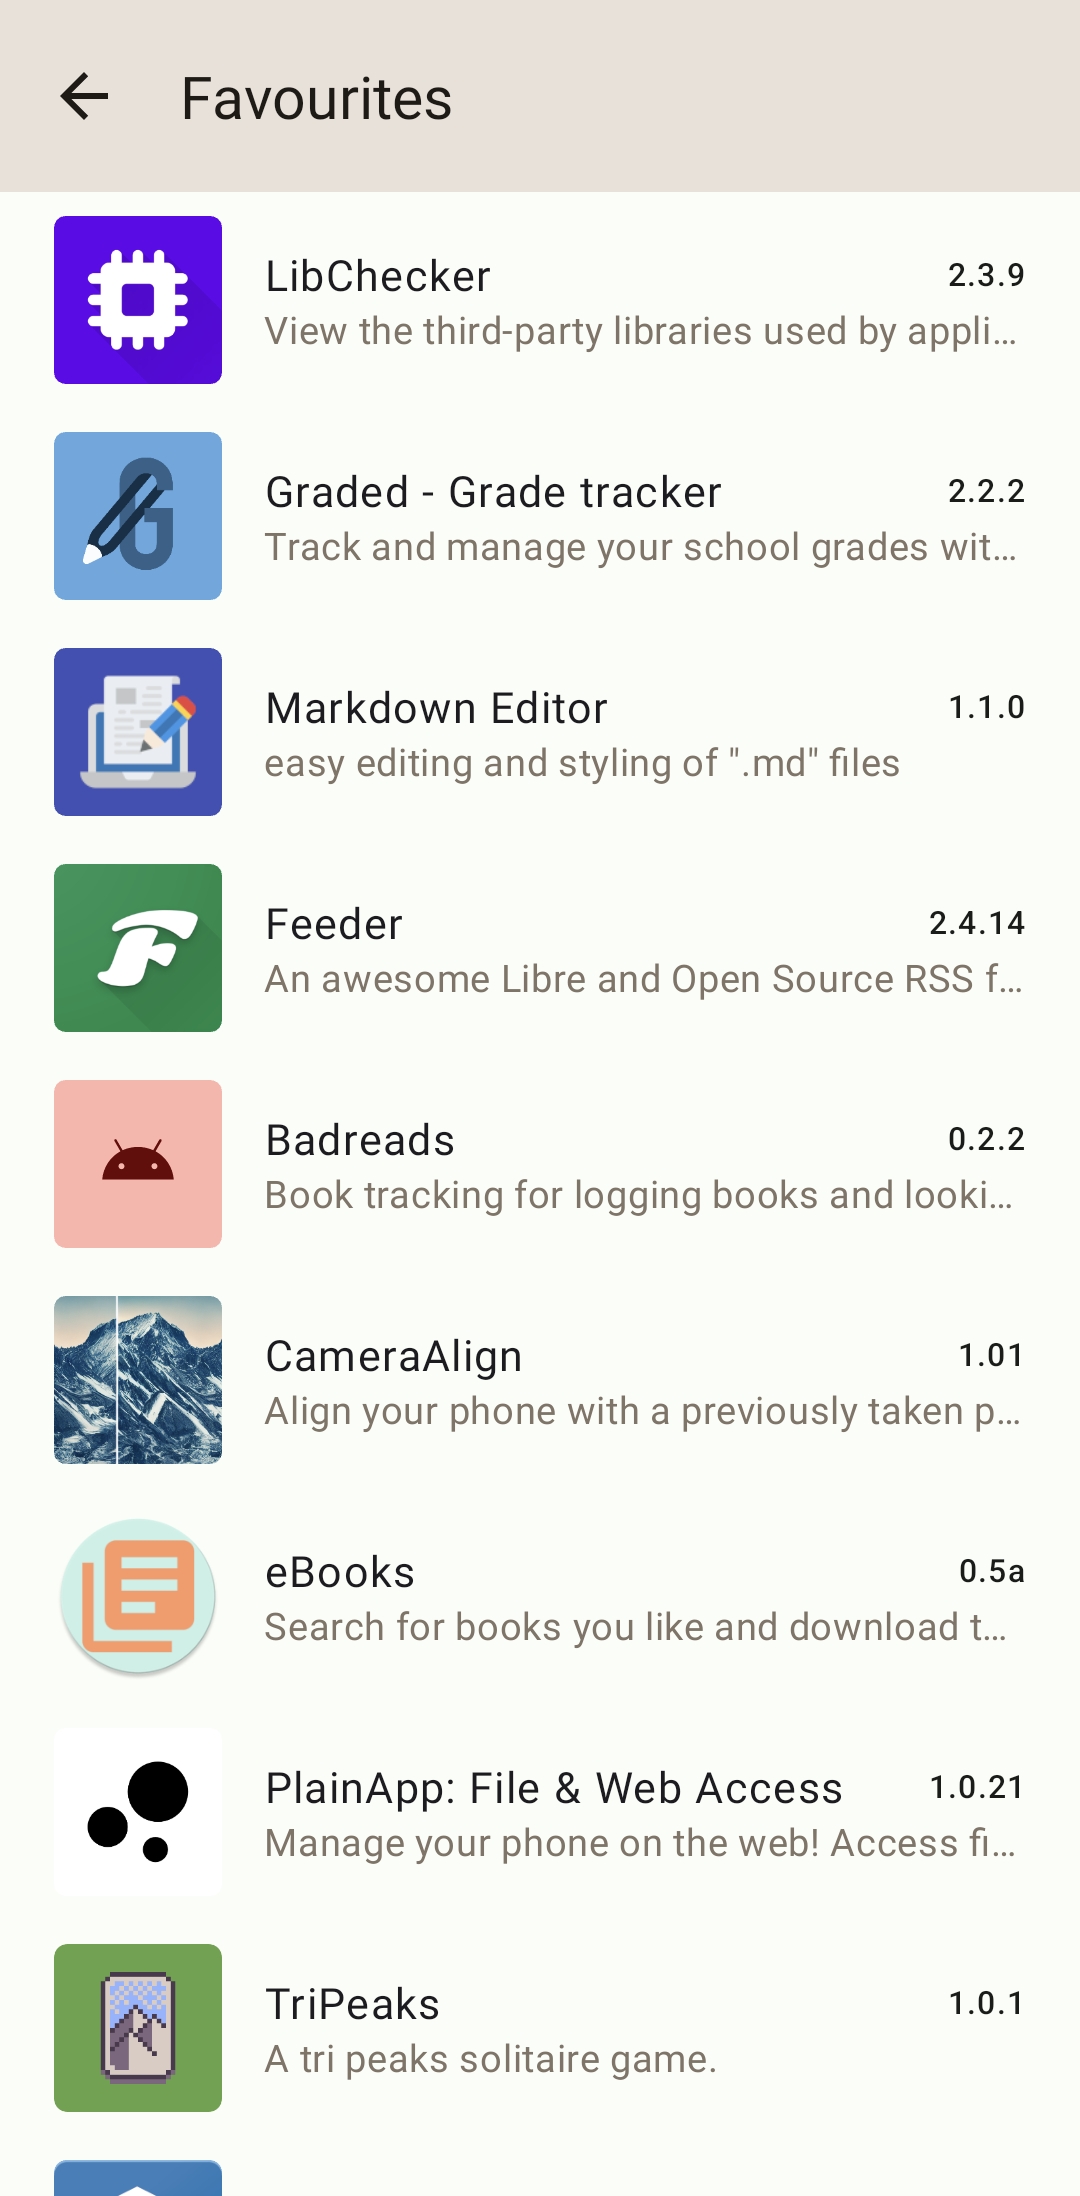 Favourites
LibChecker 2.3.9
View the third-party libraries used by appli…
Graded - Grade tracker 2.2.2
Track and manage your school grades wit…
Markdown Editor 1.1.0
easy editing and styling of ".md" files
Feeder 2.4.14
An awesome Libre and Open Source RSS f…
Badreads 0.2.2
Book tracking for logging books and looki…
CameraAlign 1.01
Align your phone with a previously taken p…
eBooks 0.5a
Search for books you like and download t…
PlainApp: File & Web Access 1.0.21
Manage your phone on the web! Access fi…
TriPeaks 1.0.1
A tri peaks solitaire game.